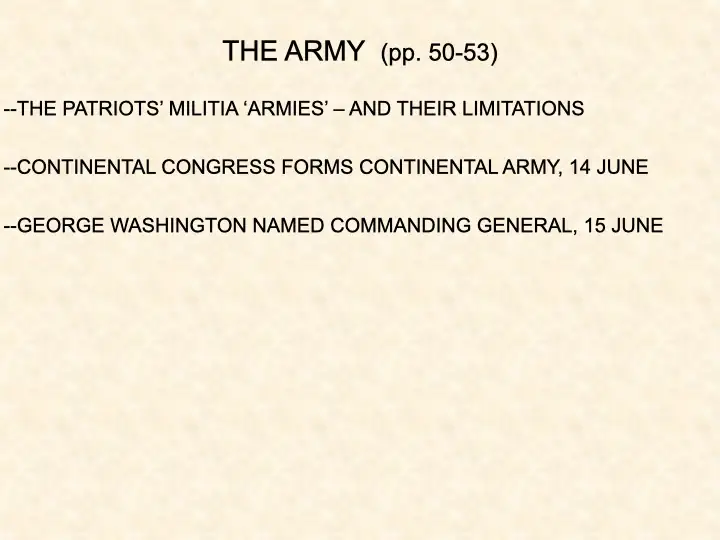 THE ARMY (pp. 50-53)
--THE PATRIOTS’ MILITIA ‘ARMIES’ – AND THEIR LIMITATIONS
--CONTINENTAL CONGRESS FORMS CONTINENTAL ARMY, 14 JUNE
--GEORGE WASHINGTON NAMED COMMANDING GENERAL, 15 JUNE